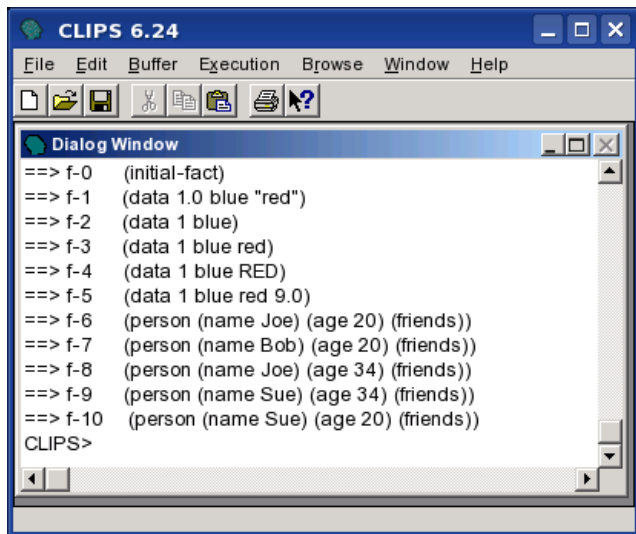 CLIPS 6.24
File Edit Buffer Execution Browse Window Help
Dialog Window
==> f-0 (initial-fact)
==> f-1 (data 1.0 blue "red")
==> f-2 (data 1 blue)
==> f-3 (data 1 blue red)
==> f-4 (data 1 blue RED)
==> f-5 (data 1 blue red 9.0)
==> f-6 (person (name Joe) (age 20) (friends))
==> f-7 (person (name Bob) (age 20) (friends))
==> f-8 (person (name Joe) (age 34) (friends))
==> f-9 (person (name Sue) (age 34) (friends))
==> f-10 (person (name Sue) (age 20) (friends))
CLIPS>